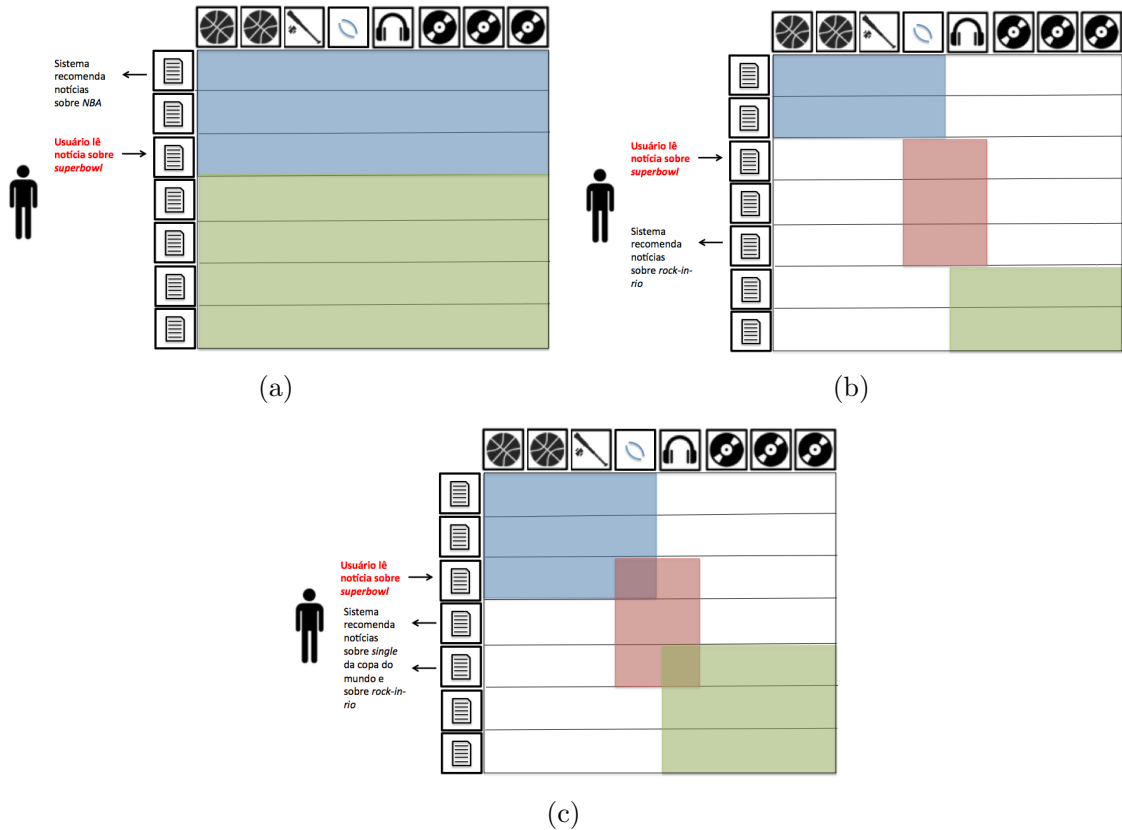 Sistema
recomenda
notícias
sobre NBA
Usuário lê
notícia sobre
superbowl
(a)
Usuário lê
notícia sobre
superbowl
Sistema
recomenda
notícias
sobre rock-in-
rio
(b)
Usuário lê
notícia sobre
superbowl
Sistema
recomenda
notícias
sobre single
da copa do
mundo e
sobre rock-in-
rio
(c)